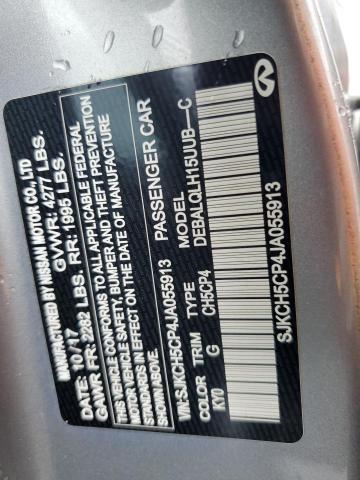 MANUFACTURED BY NISSAN MOTOR CO., LTD
DATE: 10/17 GVWR: 4277 LBS.
GAWR FR: 2282 LBS. RR: 1995 LBS.
THIS VEHICLE CONFORMS TO ALL APPLICABLE FEDERAL
VEHICLE SAFETY, BUMPER AND THEFT PREVENTION
STANDARDS IN EFFECT ON THE DATE OF MANUFACTURE
SHOWN ABOVE.
VIN: SJKCH5CP4JA055913 PASSENGER CAR
COLOR TRIM TYPE MODEL
KY0 G CH5CP4 DEBALQLH15UUB—C
SJKCH5CP4JA055913